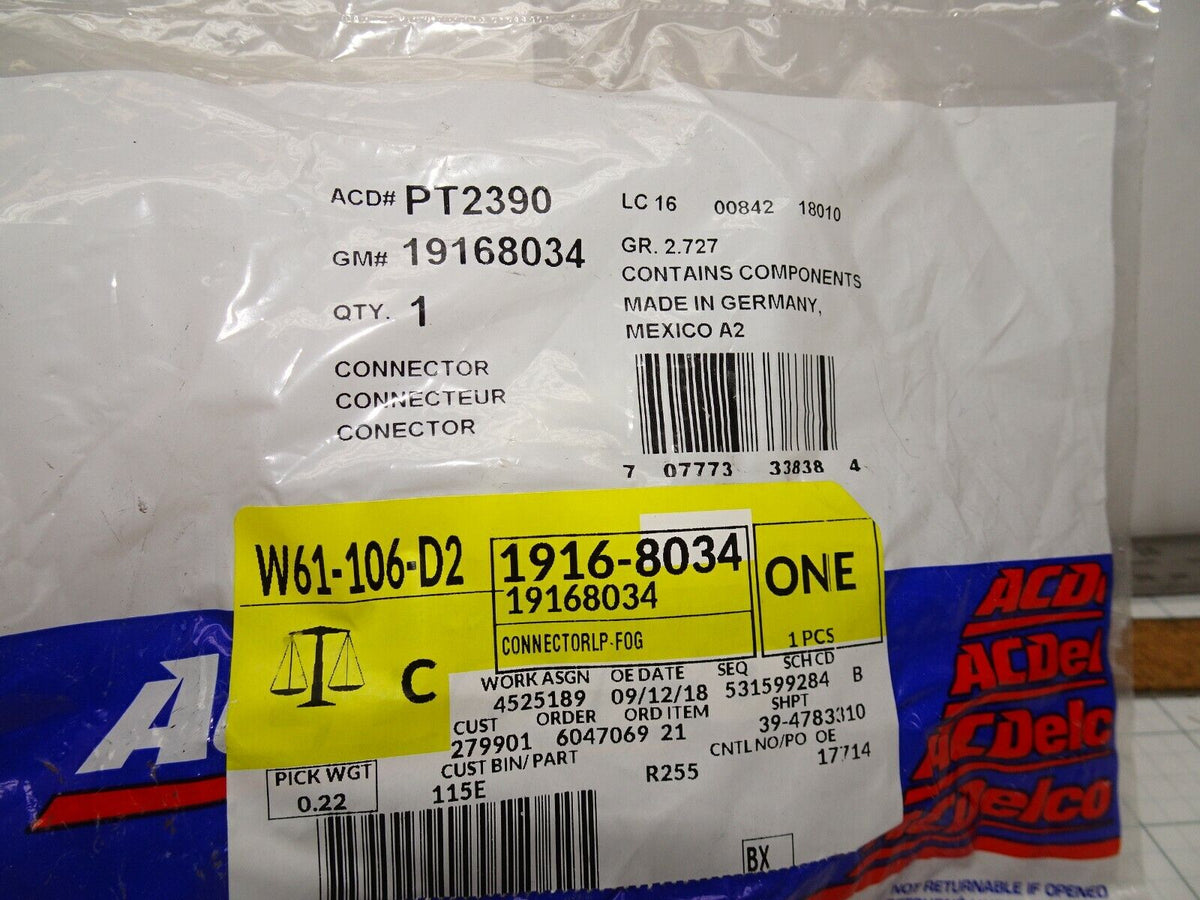 ACD# PT2390
GM# 19168034
QTY. 1
CONNECTOR
CONNECTEUR
CONECTOR
LC 16 00842 18010
GR. 2.727
CONTAINS COMPONENTS
MADE IN GERMANY,
MEXICO A2
7 07773 33838 4
W61-106-D2
C
1916-8034
19168034
CONNECTORLP-FOG
ONE
1 PCS
WORK ASGN OE DATE SEQ SCH CD
4525189 09/12/18 531599284 B
CUST ORDER ORD ITEM SHPT
279901 6047069 21 39-4783310
CUST BIN/PART CNTL NO/PO OE
115E R255 17714
PICK WGT
0.22
BX
A
ACDe
ACDel
ACDelc
ACDelco
NOT RETURNABLE IF OPENED